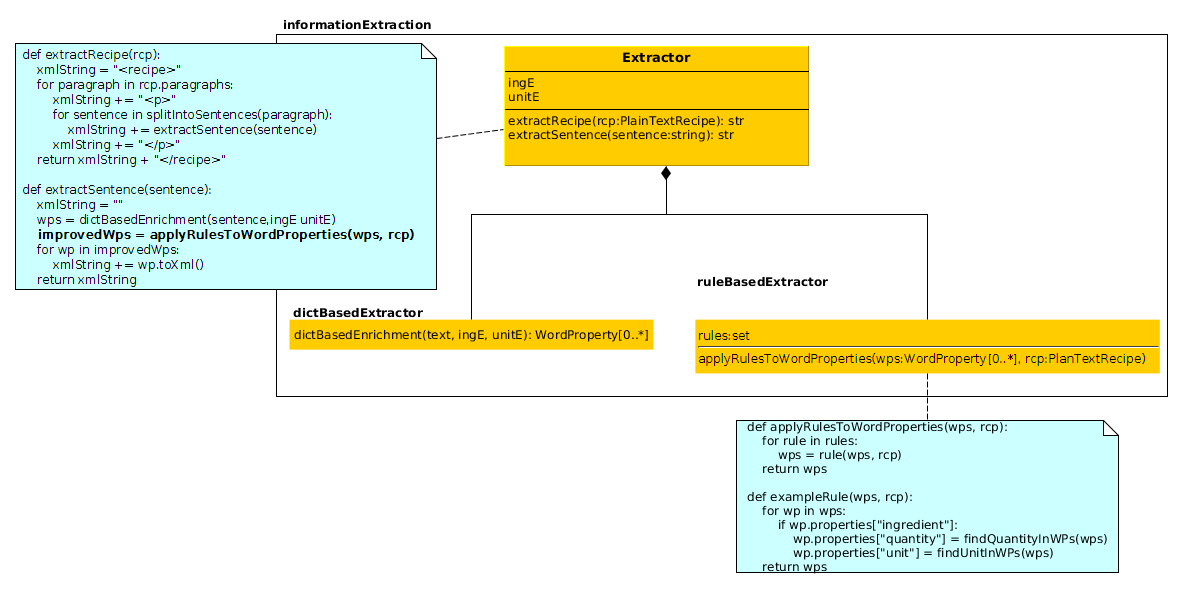 informationExtraction
def extractRecipe(rcp):
xmlString = "<recipe>"
for paragraph in rcp.paragraphs:
xmlString += "<p>"
for sentence in splitIntoSentences(paragraph):
xmlString += extractSentence(sentence)
xmlString += "</p>"
return xmlString + "</recipe>"
def extractSentence(sentence):
xmlString = ""
wps = dictBasedEnrichment(sentence,ingE unitE)
improvedWps = applyRulesToWordProperties(wps, rcp)
for wp in improvedWps:
xmlString += wp.toXml()
return xmlString
Extractor
ingE
unitE
extractRecipe(rcp:PlainTextRecipe): str
extractSentence(sentence:string): str
dictBasedExtractor
dictBasedEnrichment(text, ingE, unitE): WordProperty[0..*]
ruleBasedExtractor
rules:set
applyRulesToWordProperties(wps:WordProperty[0..*], rcp:PlanTextRecipe)
def applyRulesToWordProperties(wps, rcp):
for rule in rules:
wps = rule(wps, rcp)
return wps
def exampleRule(wps, rcp):
for wp in wps:
if wp.properties["ingredient"]:
wp.properties["quantity"] = findQuantityInWPs(wps)
wp.properties["unit"] = findUnitInWPs(wps)
return wps